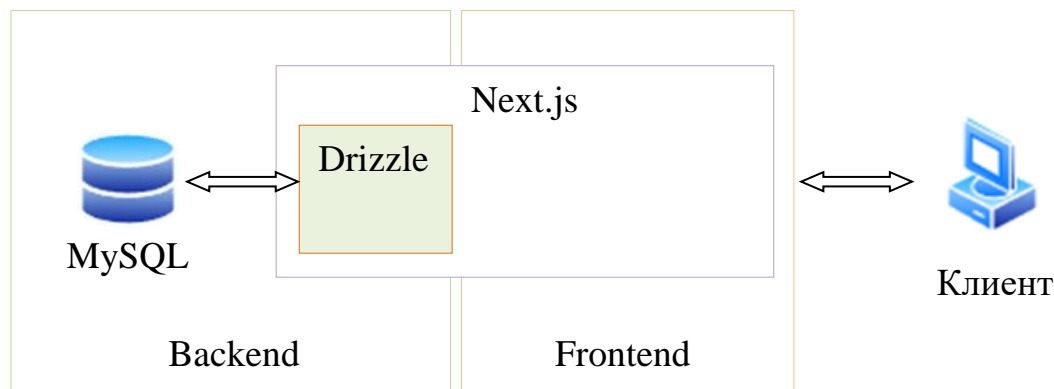 Next.js
Drizzle
MySQL
Клиент
Backend
Frontend